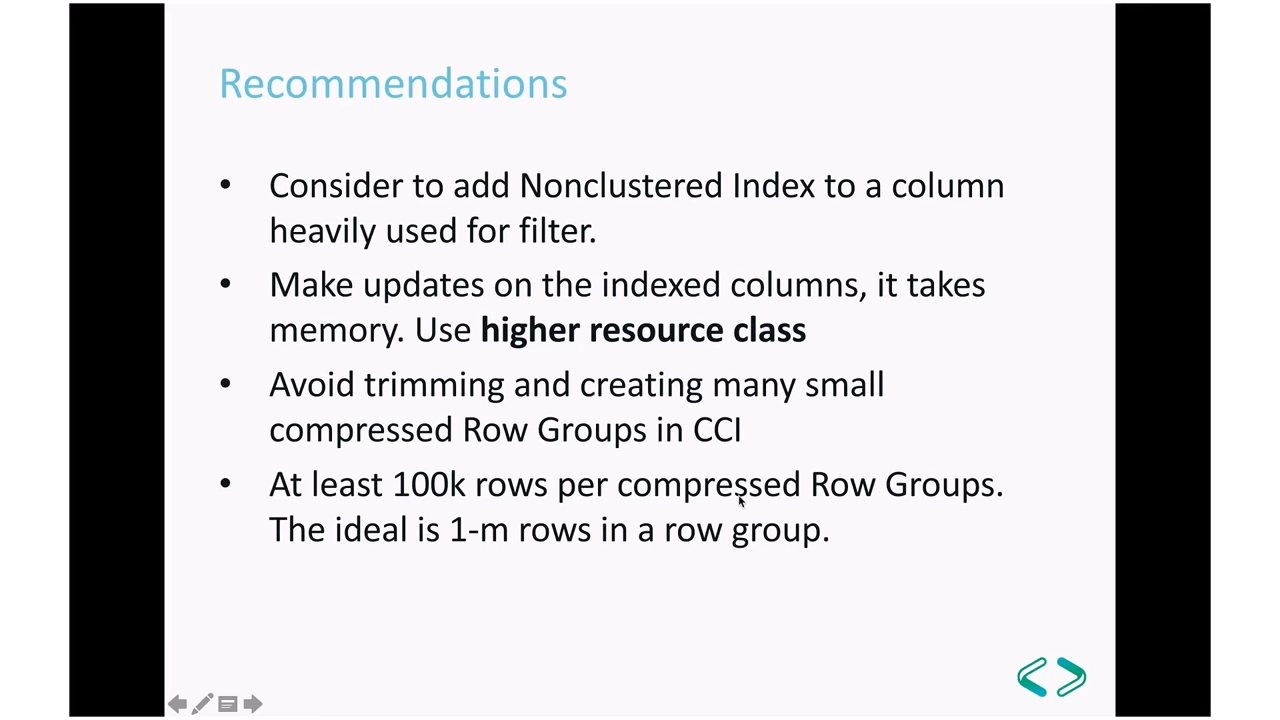 Recommendations
• Consider to add Nonclustered Index to a column
heavily used for filter.
• Make updates on the indexed columns, it takes
memory. Use higher resource class
• Avoid trimming and creating many small
compressed Row Groups in CCI
• At least 100k rows per compressed Row Groups.
The ideal is 1-m rows in a row group.